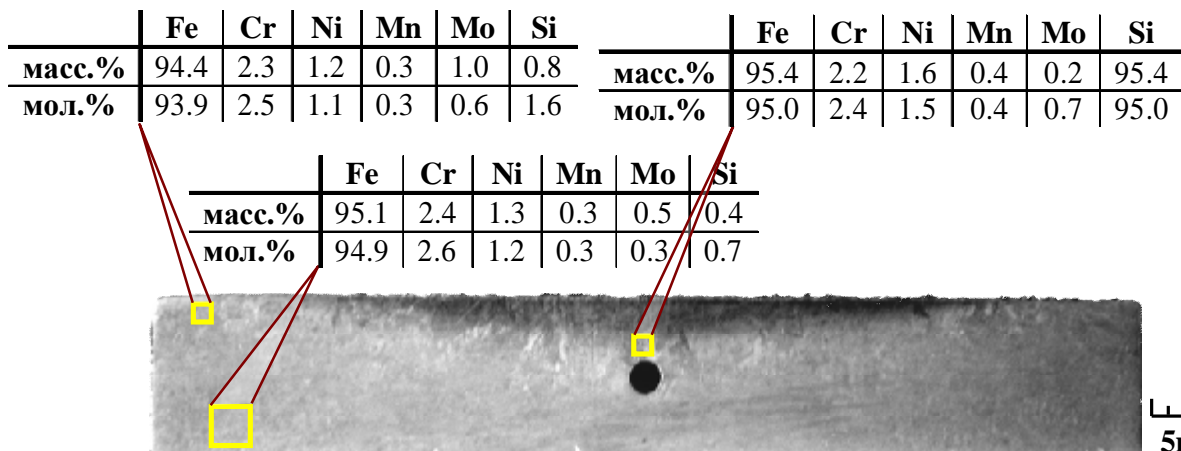 Fe Cr Ni Mn Mo Si
масс.% 94.4 2.3 1.2 0.3 1.0 0.8
мол.% 93.9 2.5 1.1 0.3 0.6 1.6
Fe Cr Ni Mn Mo Si
масс.% 95.4 2.2 1.6 0.4 0.2 95.4
мол.% 95.0 2.4 1.5 0.4 0.7 95.0
Fe Cr Ni Mn Mo Si
масс.% 95.1 2.4 1.3 0.3 0.5 0.4
мол.% 94.9 2.6 1.2 0.3 0.3 0.7